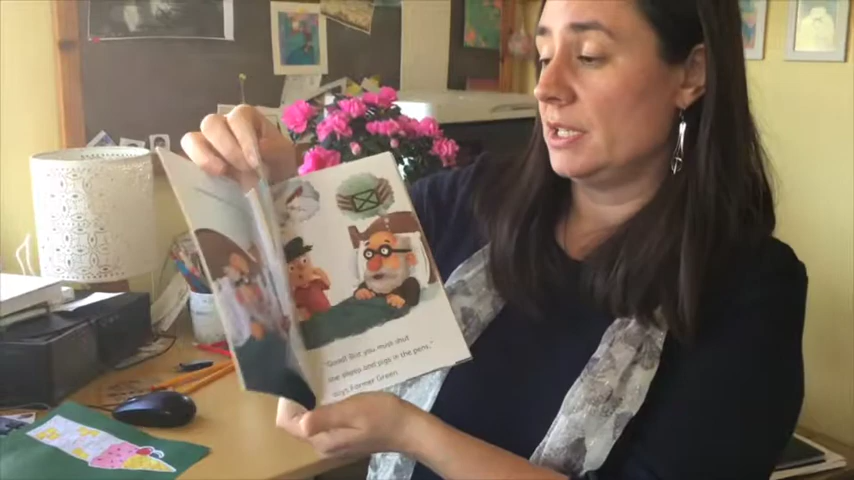 "Good! But you must shut
the sheep and pigs in the pens,"
says Farmer Green.